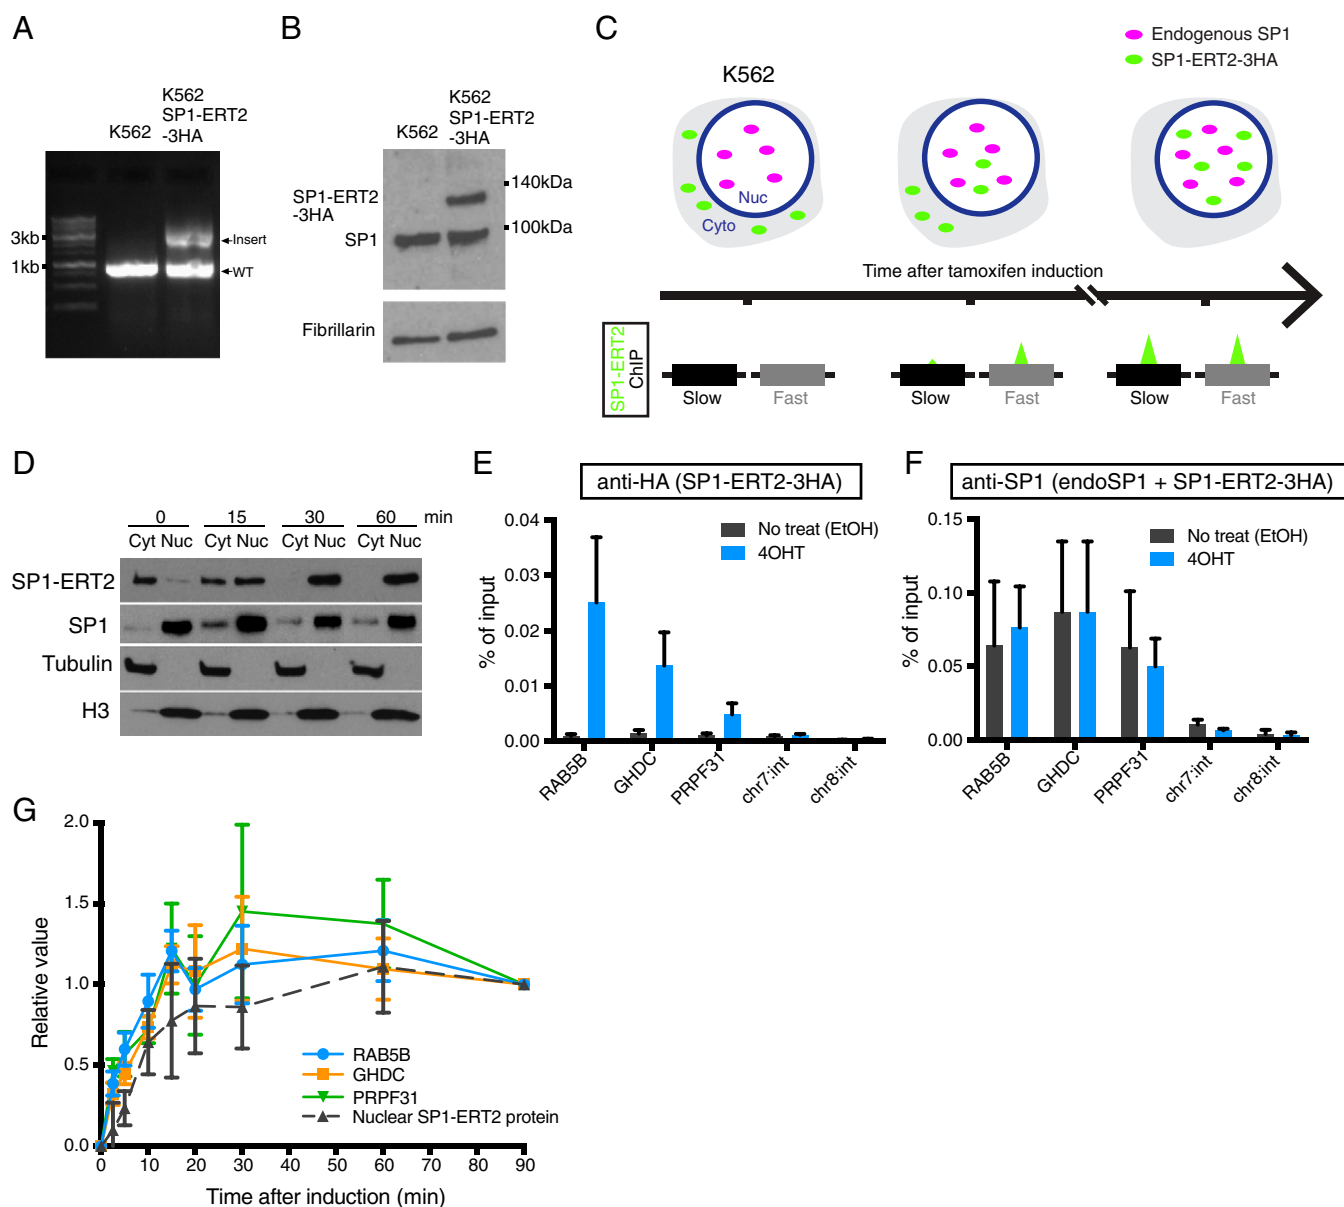 A
K562
K562
SP1-ERT2
-3HA
3kb
1kb
Insert
WT
B
K562
K562
SP1-ERT2
-3HA
SP1-ERT2
-3HA
SP1
140kDa
100kDa
Fibrillarin
C
Endogenous SP1
SP1-ERT2-3HA
K562
Nuc
Cyto
Time after tamoxifen induction
SP1-ERT2
ChIP
Slow
Fast
Slow
Fast
Slow
Fast
D
0 15 30 60 min
Cyt Nuc Cyt Nuc Cyt Nuc Cyt Nuc
SP1-ERT2
SP1
Tubulin
H3
E
anti-HA (SP1-ERT2-3HA)
No treat (EtOH)
4OHT
% of input
0.04
0.03
0.02
0.01
0.00
RAB5B
GHDC
PRPF31
chr7:int
chr8:int
F
anti-SP1 (endoSP1 + SP1-ERT2-3HA)
No treat (EtOH)
4OHT
% of input
0.15
0.10
0.05
0.00
RAB5B
GHDC
PRPF31
chr7:int
chr8:int
G
Relative value
2.0
1.5
1.0
0.5
0.0
RAB5B
GHDC
PRPF31
Nuclear SP1-ERT2 protein
0 10 20 30 40 50 60 70 80 90
Time after induction (min)